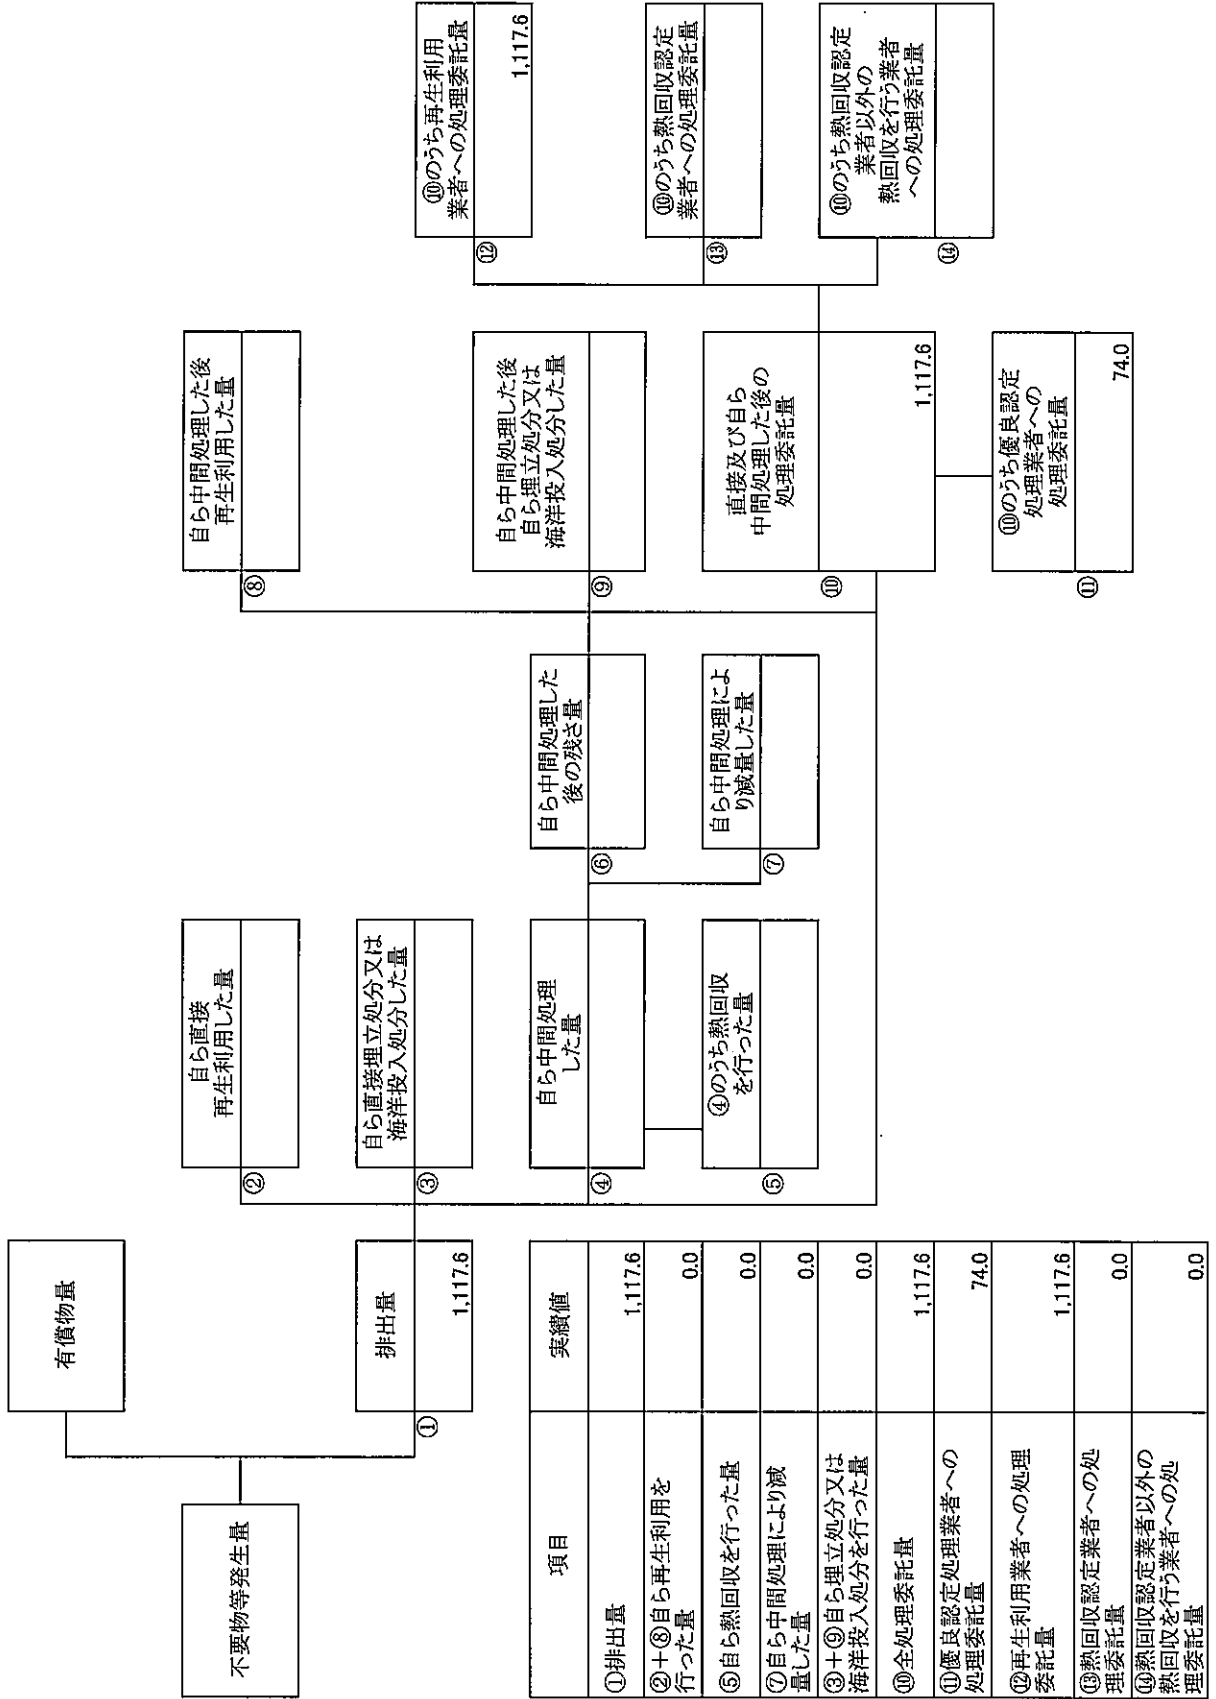 不要物等発生量
有償物量
①
排出量
1,117.6
②
自ら直接
再生利用した量
③
自ら直接埋立処分又は
海洋投入処分した量
④
自ら中間処理
した量
⑤
④のうち熱回収
を行った量
⑥
自ら中間処理した
後の残さ量
⑦
自ら中間処理によ
り減量した量
⑧
自ら中間処理した後
再生利用した量
⑨
自ら中間処理した後
自ら埋立処分又は
海洋投入処分した量
⑩
直接及び自ら
中間処理した後の
処理委託量
1,117.6
⑪
⑩のうち優良認定
処理業者への
処理委託量
74.0
⑫
⑩のうち再生利用
業者への処理委託量
1,117.6
⑬
⑩のうち熱回収認定
業者への処理委託量
⑭
⑩のうち熱回収認定
業者以外の
熱回収を行う業者
への処理委託量
項目
実績値
①排出量
1,117.6
②+⑧自ら再生利用を
行った量
0.0
⑤自ら熱回収を行った量
0.0
⑦自ら中間処理により減
量した量
0.0
③+⑨自ら埋立処分又は
海洋投入処分を行った量
0.0
⑩全処理委託量
1,117.6
⑪優良認定処理業者への
処理委託量
74.0
⑫再生利用業者への処理
委託量
1,117.6
⑬熱回収認定業者への処
理委託量
0.0
⑭熱回収認定業者以外の
熱回収を行う業者への処
理委託量
0.0